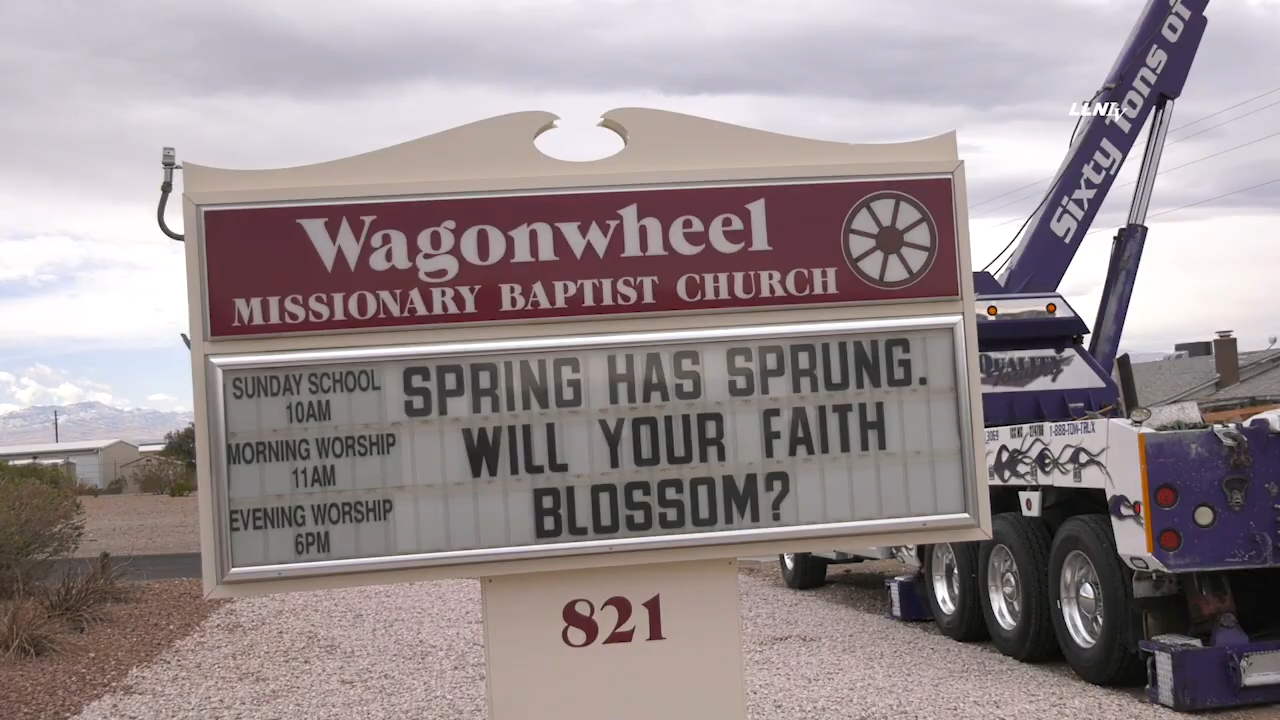 LLNTV
Sixty Tons Of
Wagonwheel
MISSIONARY BAPTIST CHURCH
SUNDAY SCHOOL
10AM
MORNING WORSHIP
11AM
EVENING WORSHIP
6PM
SPRING HAS SPRUNG.
WILL YOUR FAITH
BLOSSOM?
821
QUALITY
1-888-TOW-TRLX